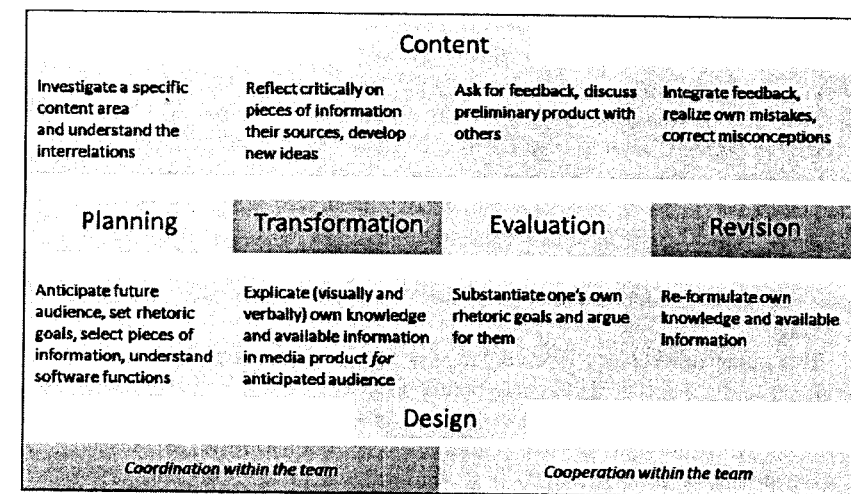 Content
Investigate a specific
content area
and understand the
interrelations
Reflect critically on
pieces of information
their sources, develop
new ideas
Ask for feedback, discuss
preliminary product with
others
Integrate feedback,
realize own mistakes,
correct misconceptions
Planning
Transformation
Evaluation
Revision
Anticipate future
audience, set rhetoric
goals, select pieces of
information, understand
software functions
Explicate (visually and
verbally) own knowledge
and available information
in media product for
anticipated audience
Substantiate one's own
rhetoric goals and argue
for them
Re-formulate own
knowledge and available
Information
Design
Coordination within the team
Cooperation within the team